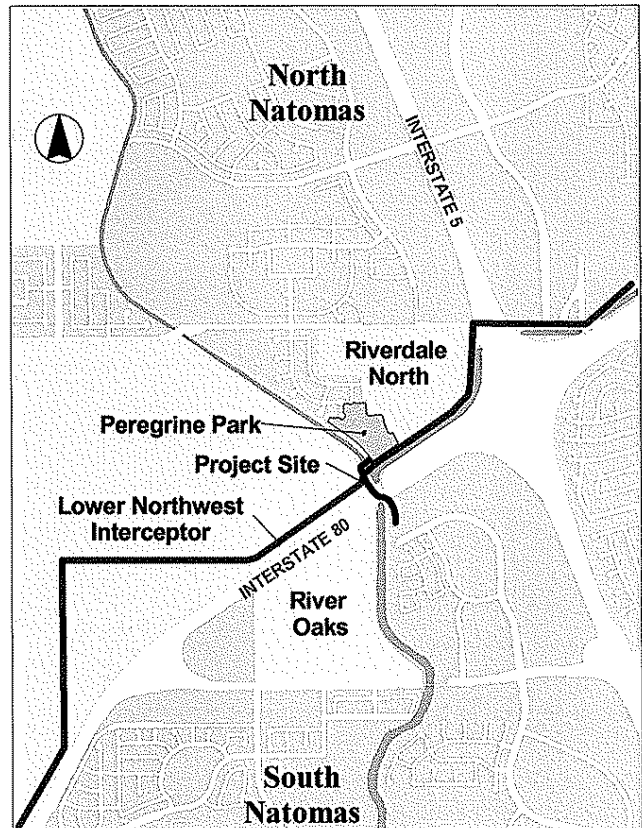 North
Natomas
INTERSTATE 5
Riverdale
North
Peregrine Park
Project Site
Lower Northwest
Interceptor
INTERSTATE 80
River
Oaks
South
Natomas